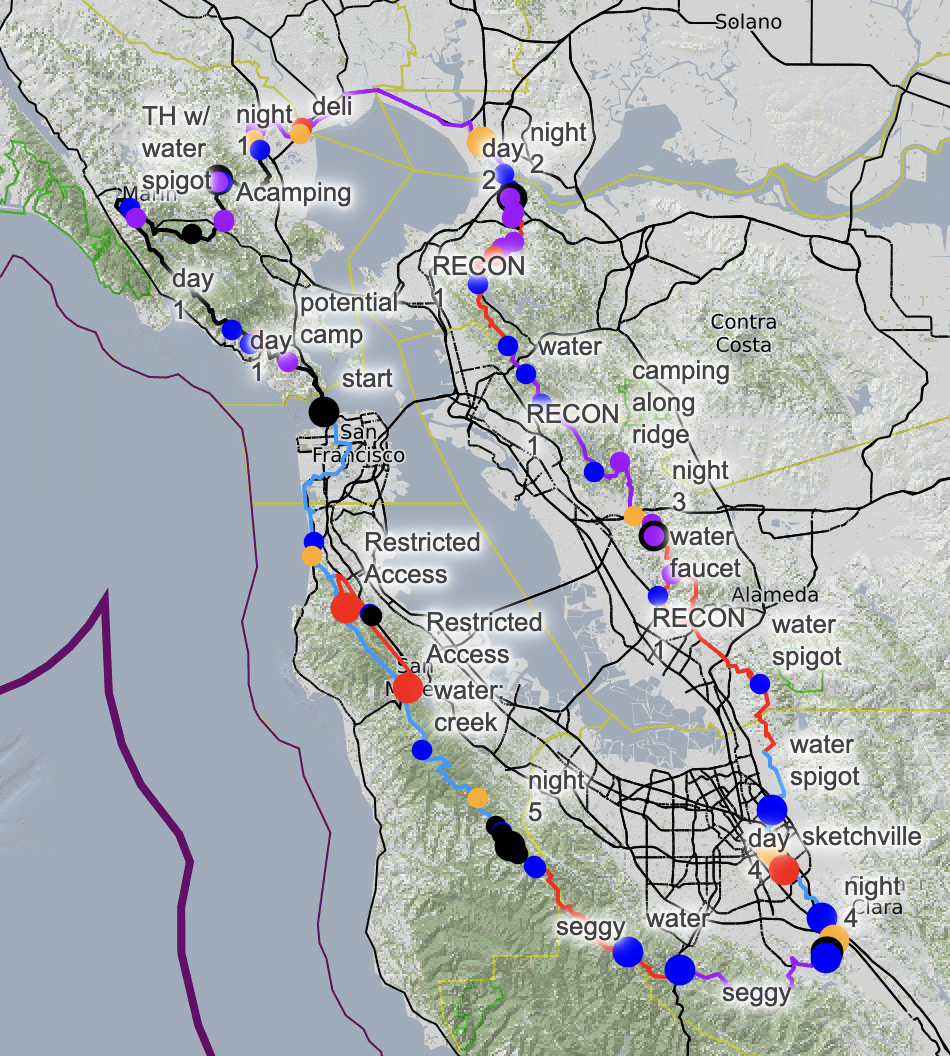 Solano
TH w/
water
spigot
night
1
deli
night
2
day
2
Acamping
Marin
day
1
RECON
1
potential
camp
day
1
start
water
Contra
Costa
camping
along
ridge
RECON
1
San
Francisco
night
3
Restricted
Access
water
faucet
Alameda
RECON
1
Restricted
Access
water
spigot
San
water:
creek
water
spigot
night
5
day
4
sketchville
night
4
Clara
seggy
water
seggy